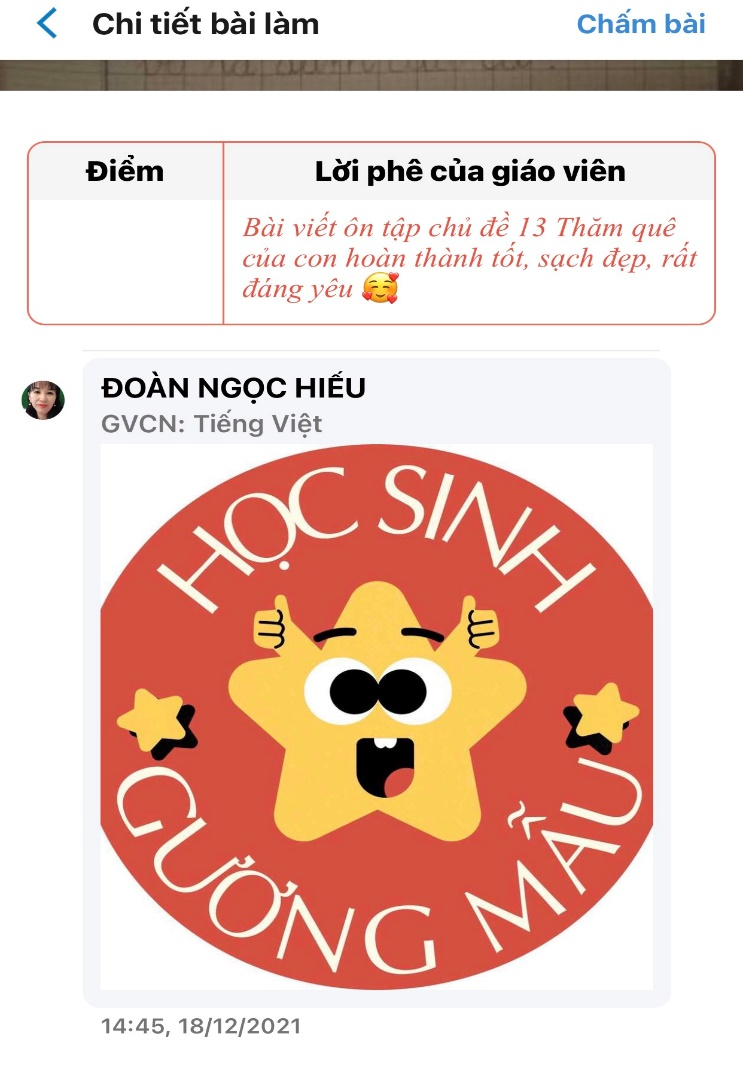 Chi tiết bài làm
Chấm bài
Điểm
Lời phê của giáo viên
Bài viết ôn tập chủ đề 13 Thăm quê
của con hoàn thành tốt, sạch đẹp, rất
đáng yêu 🥰
ĐOÀN NGỌC HIẾU
GVCN: Tiếng Việt
HỌC SINH
GƯƠNG MẪU
14:45, 18/12/2021